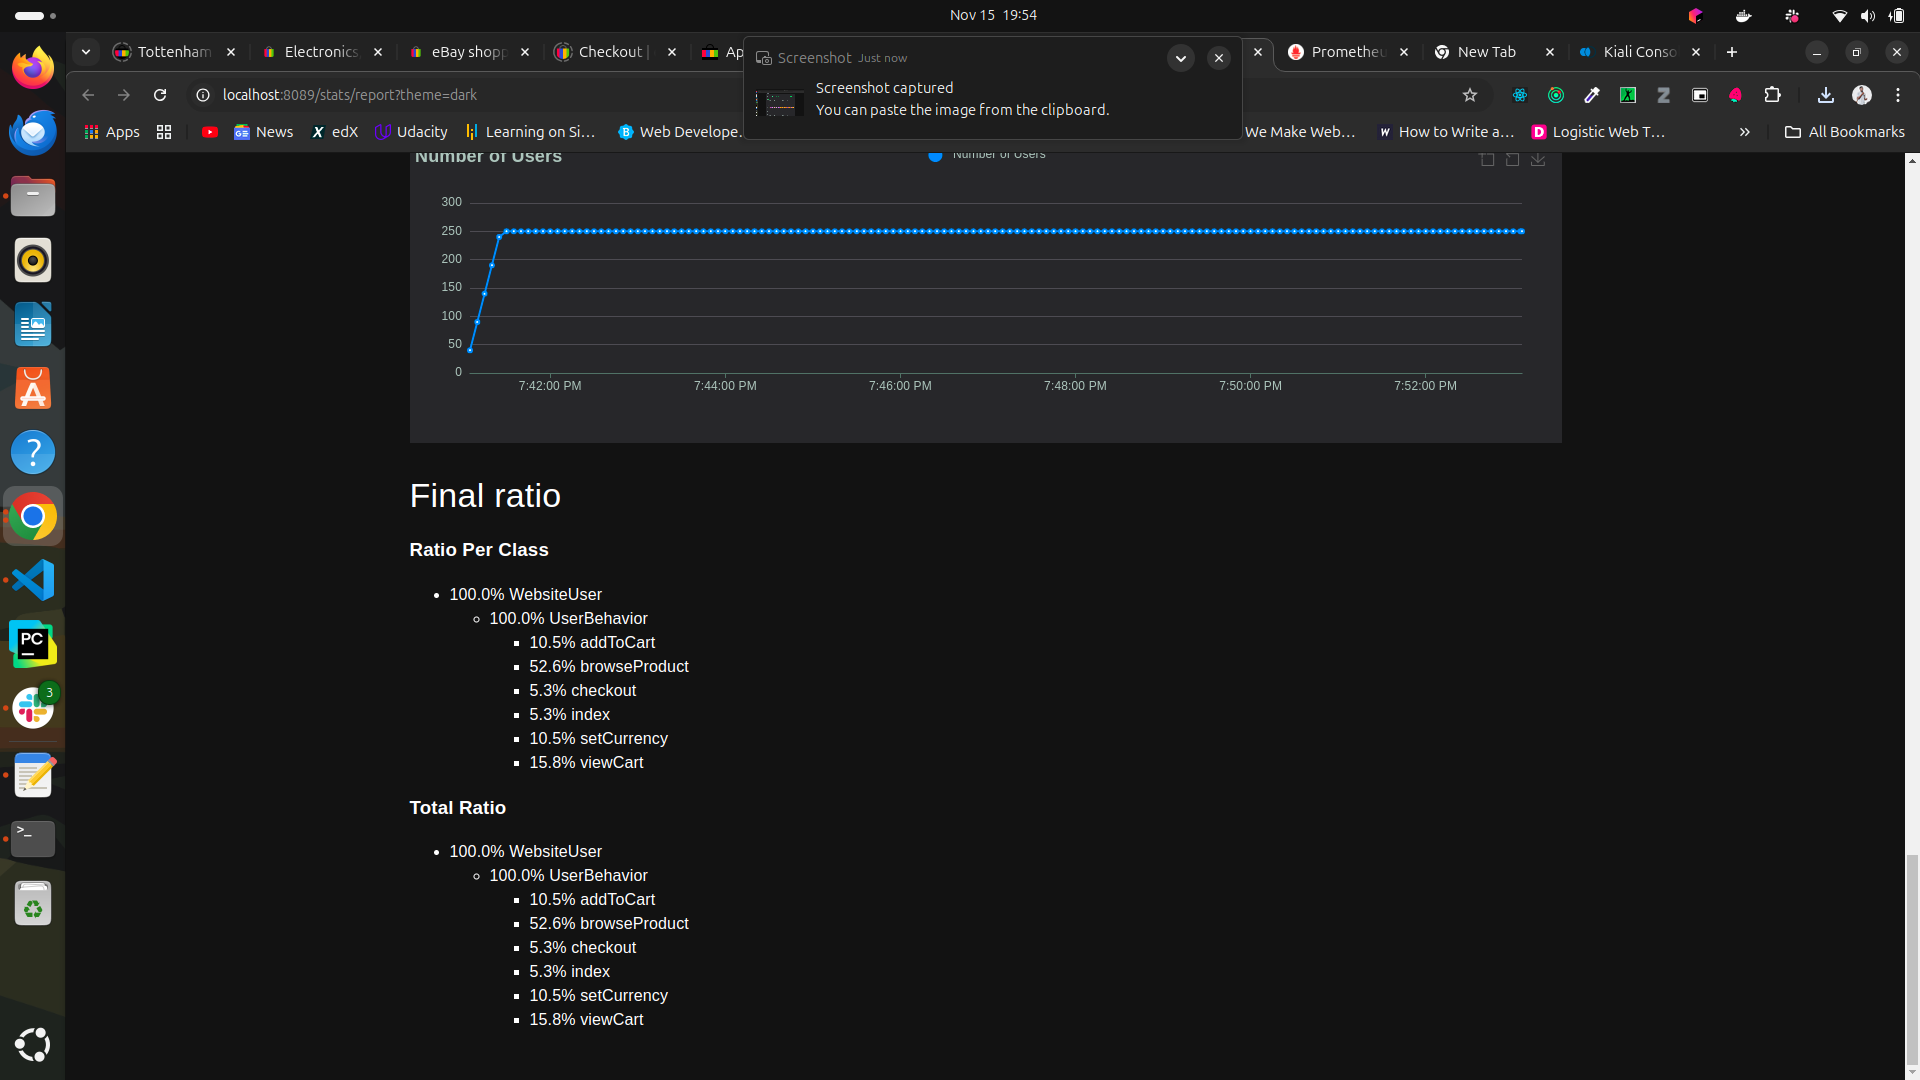 Nov 15 19:54
Tottenham
Electronics,
eBay shopp
Checkout |
Ap
Prometheu
New Tab
Kiali Conso
Screenshot Just now
Screenshot captured
You can paste the image from the clipboard.
localhost:8089/stats/report?theme=dark
Apps
News
edX
Udacity
Learning on Si...
Web Develope.
We Make Web...
How to Write a...
Logistic Web T...
All Bookmarks
Number of Users
Number of Users
300
250
200
150
100
50
0
7:42:00 PM
7:44:00 PM
7:46:00 PM
7:48:00 PM
7:50:00 PM
7:52:00 PM
Final ratio
Ratio Per Class
100.0% WebsiteUser
100.0% UserBehavior
10.5% addToCart
52.6% browseProduct
5.3% checkout
5.3% index
10.5% setCurrency
15.8% viewCart
Total Ratio
100.0% WebsiteUser
100.0% UserBehavior
10.5% addToCart
52.6% browseProduct
5.3% checkout
5.3% index
10.5% setCurrency
15.8% viewCart
PC
3